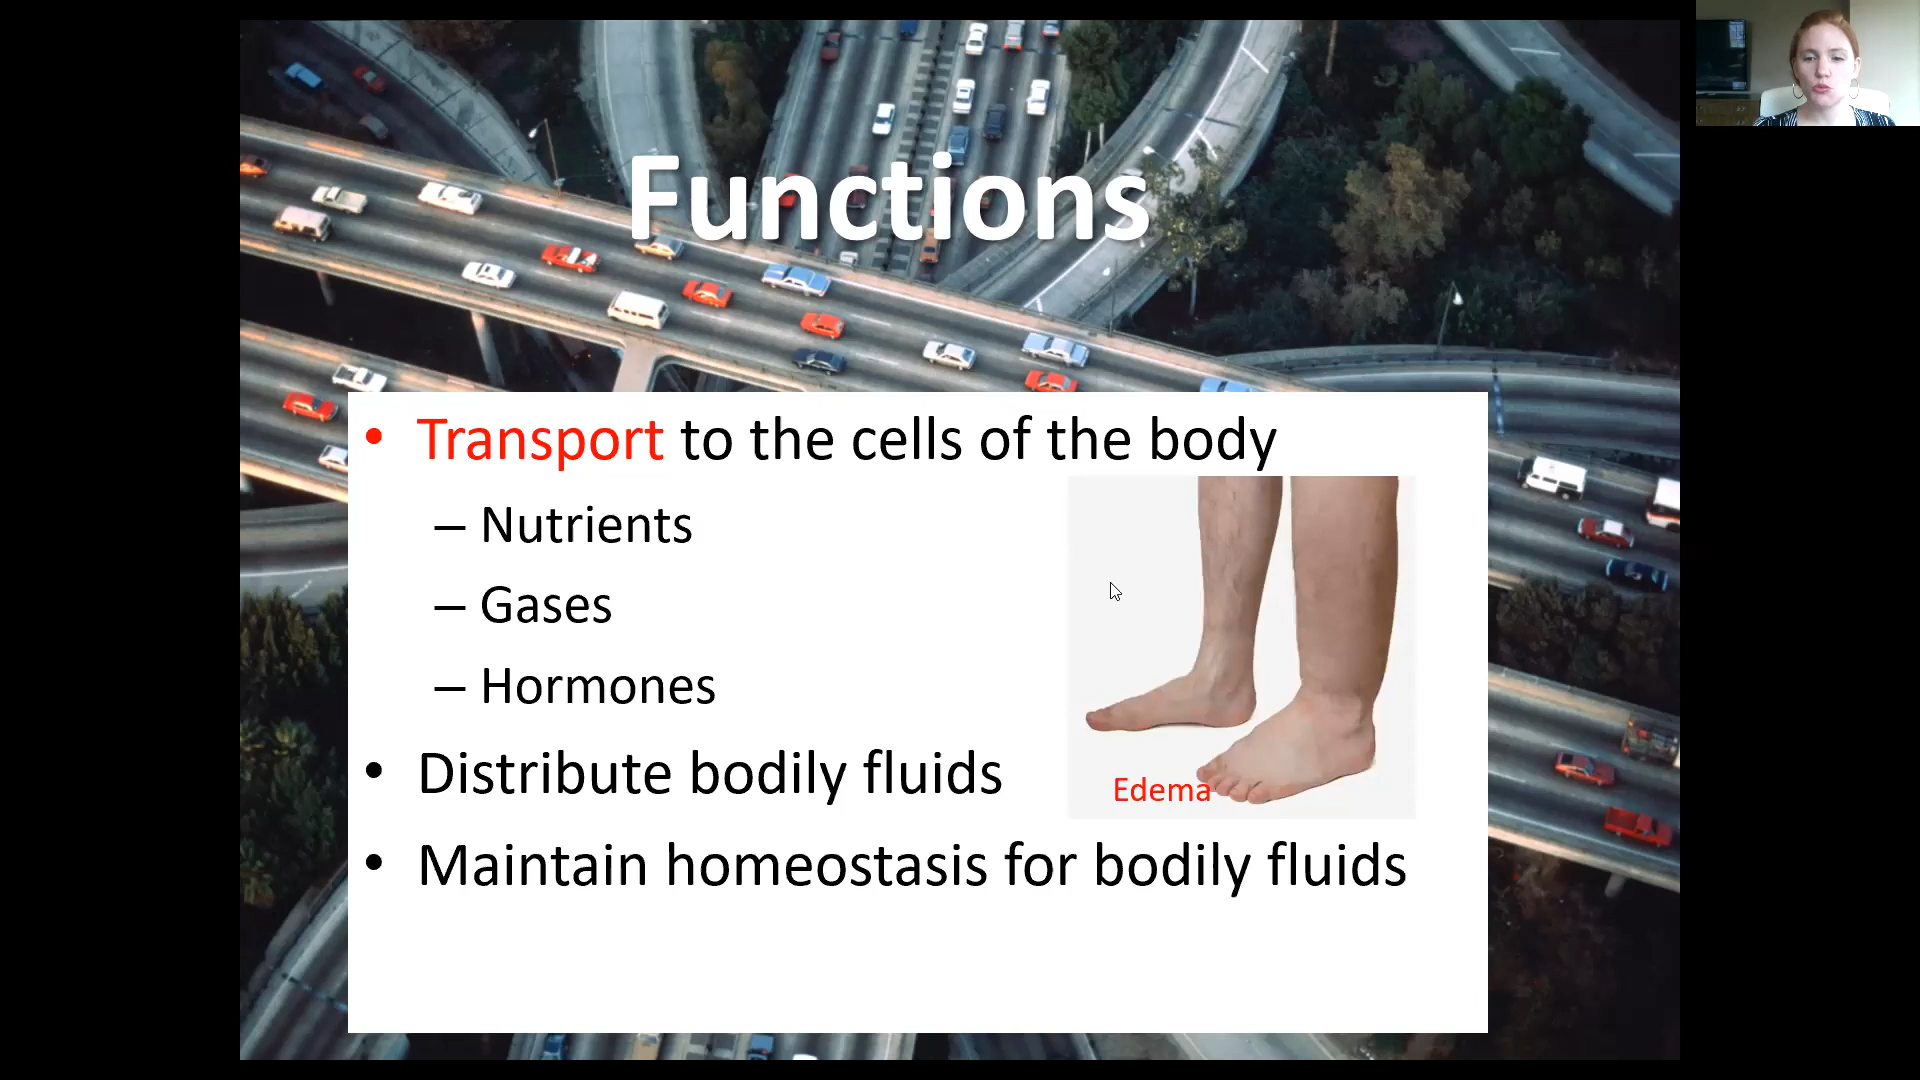 Functions
• Transport to the cells of the body
– Nutrients
– Gases
– Hormones
• Distribute bodily fluids
Edema
• Maintain homeostasis for bodily fluids